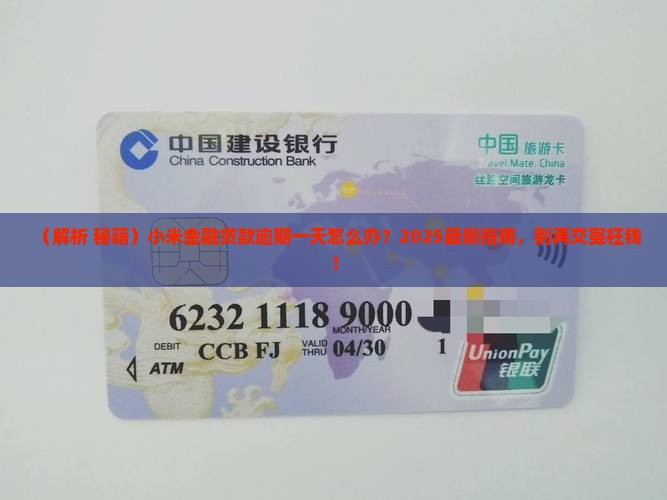 中国建设银行
China Construction Bank
中国 旅游卡
Travel Mate. China
丝路空间旅游龙卡
（解析 秘籍）小米金融贷款逾期一天怎么办？2025最新指南，别再交冤枉钱
！
6232 1118 9000
MONTH/YEAR
DEBIT CCB FJ VALID THRU 04/30 1
ATM
UnionPay
银联